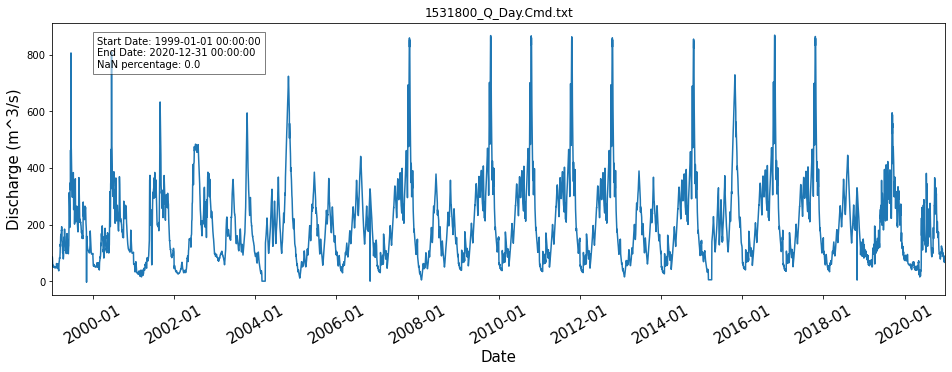 1531800_Q_Day.Cmd.txt
Start Date: 1999-01-01 00:00:00
End Date: 2020-12-31 00:00:00
NaN percentage: 0.0
Discharge (m^3/s)
800
600
400
200
0
2000-01
2002-01
2004-01
2006-01
2008-01
2010-01
2012-01
2014-01
2016-01
2018-01
2020-01
Date